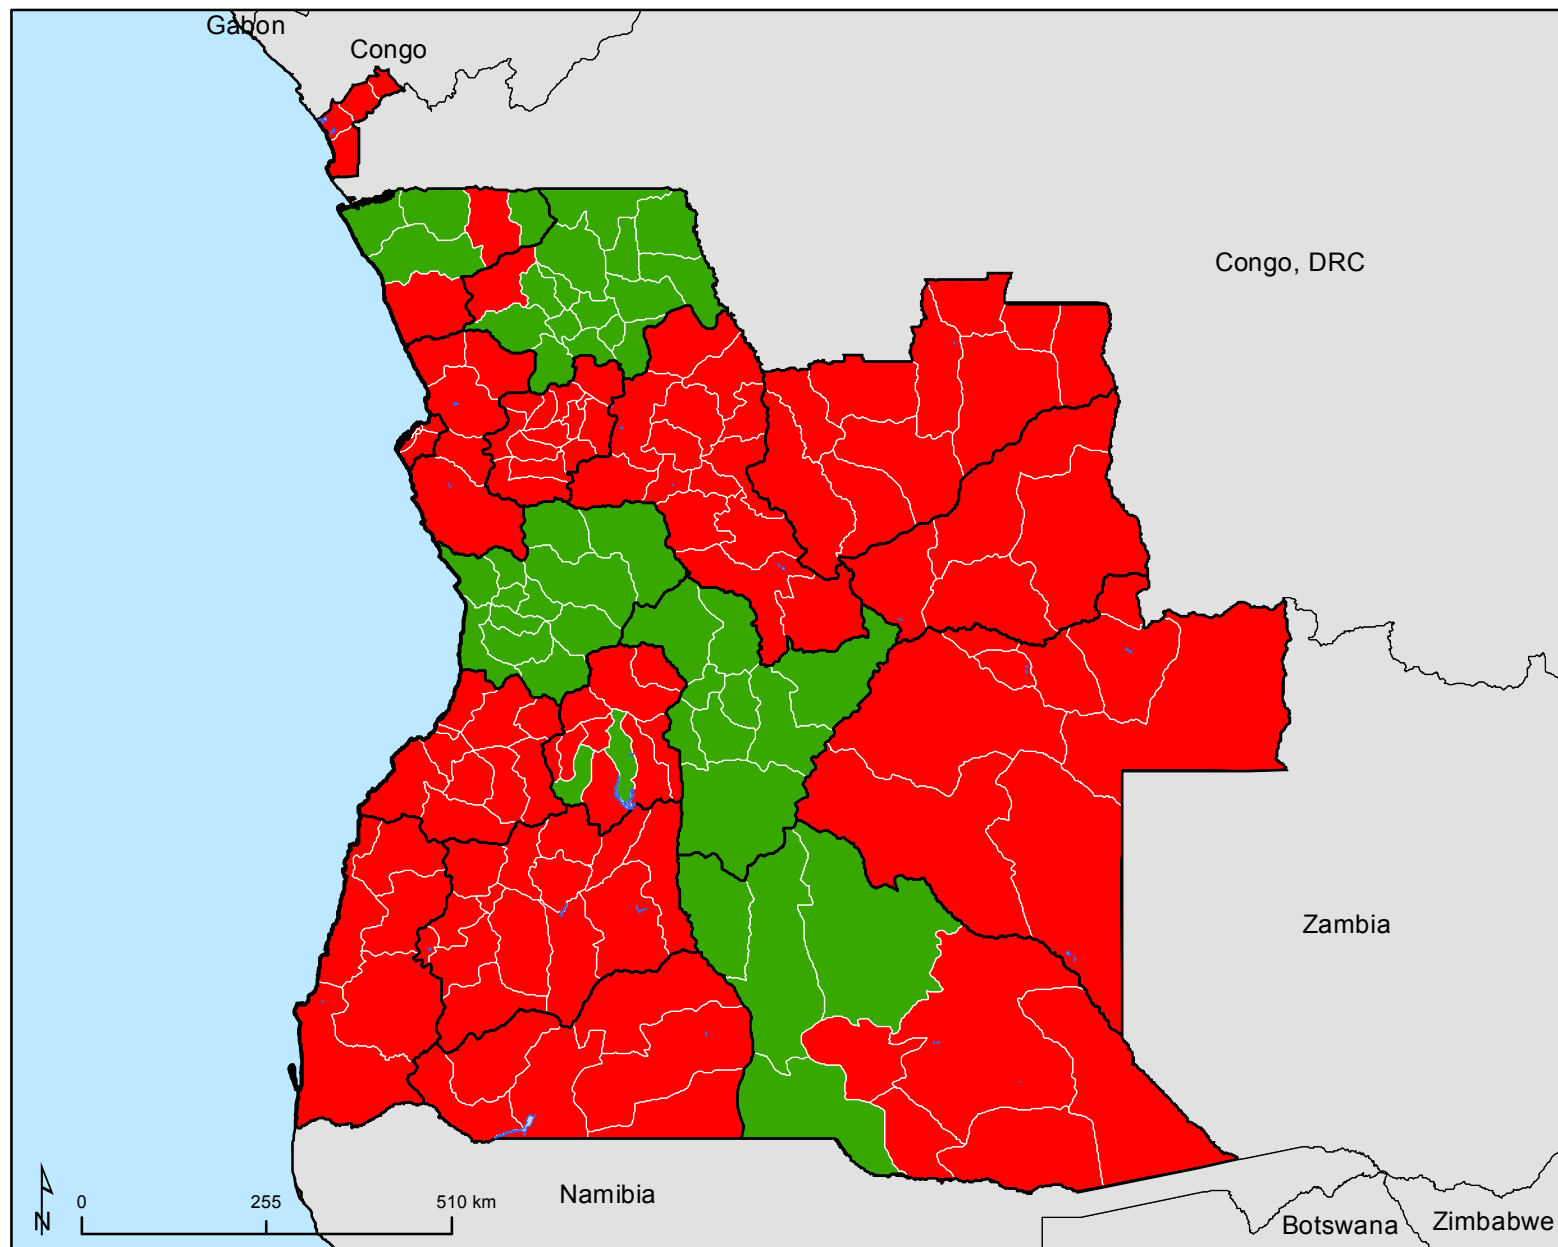 Gabon
Congo
Congo, DRC
Zambia
Namibia
Botswana
Zimbabwe
N
0 255 510 km